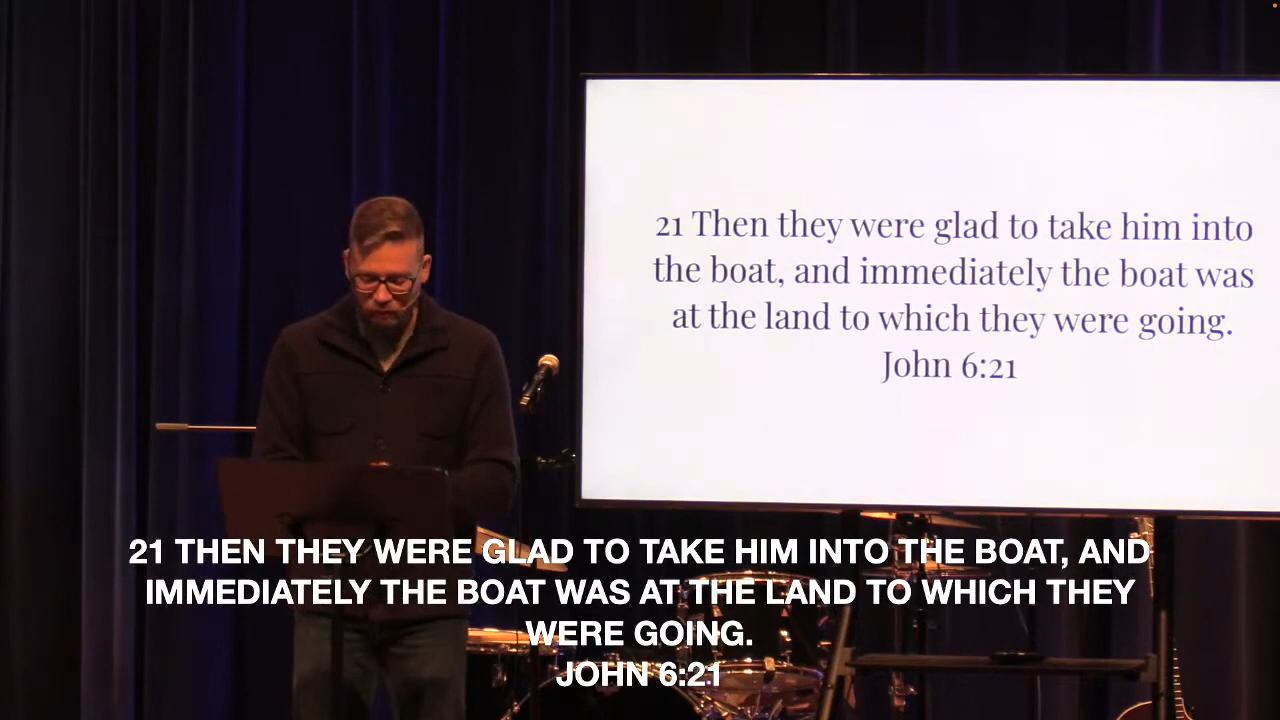 21 Then they were glad to take him into
the boat, and immediately the boat was
at the land to which they were going.
John 6:21
21 THEN THEY WERE GLAD TO TAKE HIM INTO THE BOAT, AND
IMMEDIATELY THE BOAT WAS AT THE LAND TO WHICH THEY
WERE GOING.
JOHN 6:21